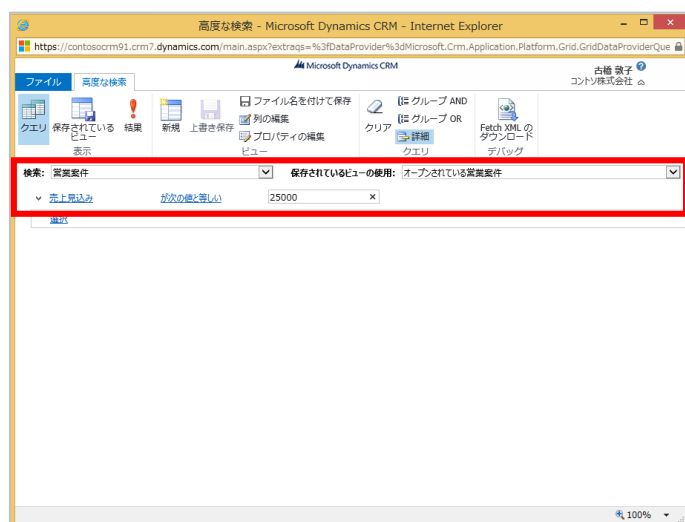 高度な検索 - Microsoft Dynamics CRM - Internet Explorer
https://contosocrm91.crm7.dynamics.com/main.aspx?extraqs=%3fDataProvider%3dMicrosoft.Crm.Application.Platform.Grid.GridDataProviderQue
Microsoft Dynamics CRM
古橋 敦子
コントソ株式会社
ファイル 高度な検索
クエリ 保存されている ビュー 結果 新規 上書き保存 ファイル名を付けて保存 列の編集 プロパティの編集 クリア グループ AND グループ OR 詳細 Fetch XML の ダウンロード
表示 ビュー クエリ デバッグ
検索: 営業案件 保存されているビューの使用: オープンされている営業案件
売上見込み が次の値と等しい 25000
選択
100%